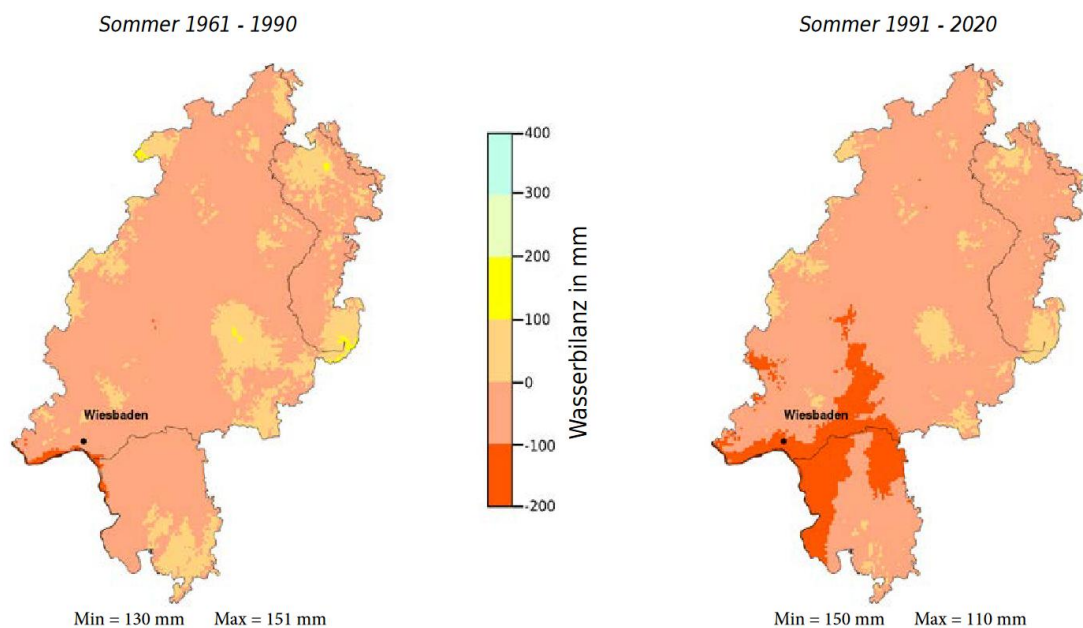 Sommer 1961 - 1990
Sommer 1991 - 2020
400
300
200
100
0
-100
-200
Wasserbilanz in mm
Wiesbaden
Wiesbaden
Min = 130 mm Max = 151 mm
Min = 150 mm Max = 110 mm